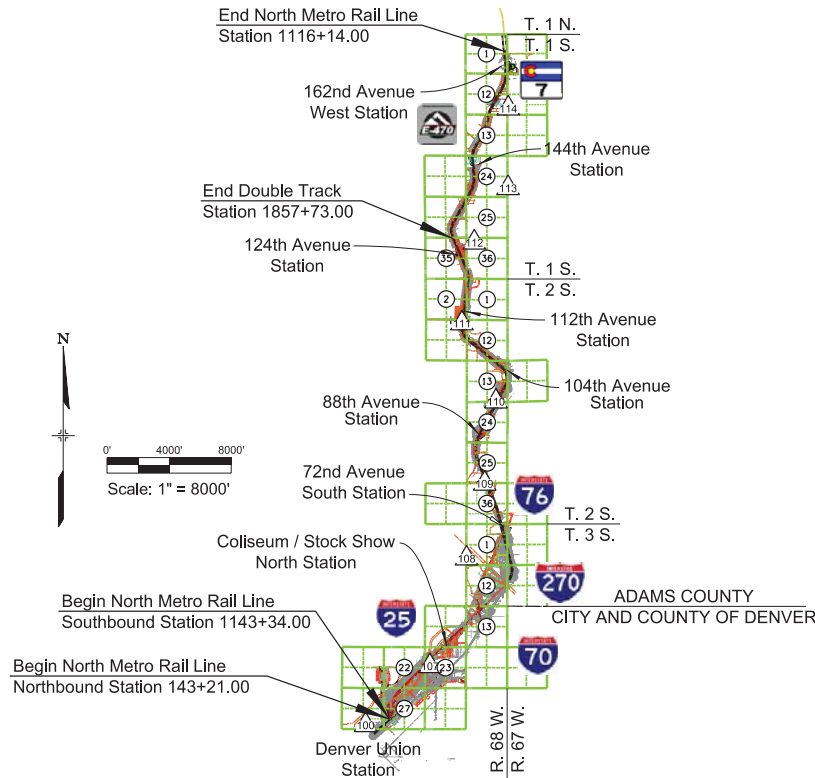 End North Metro Rail Line
Station 1116+14.00
T. 1 N.
T. 1 S.
1
7
162nd Avenue
West Station
12
114
E-470
13
144th Avenue
Station
24
113
End Double Track
Station 1857+73.00
25
124th Avenue
Station
112
35
36
T. 1 S.
T. 2 S.
2
1
111
112th Avenue
Station
12
N
13
104th Avenue
Station
110
88th Avenue
Station
24
0'
4000'
8000'
Scale: 1" = 8000'
25
72nd Avenue
South Station
109
36
INTERSTATE
76
T. 2 S.
T. 3 S.
Coliseum / Stock Show
North Station
1
108
INTERSTATE
270
12
ADAMS COUNTY
CITY AND COUNTY OF DENVER
Begin North Metro Rail Line
Southbound Station 1143+34.00
INTERSTATE
25
13
INTERSTATE
70
Begin North Metro Rail Line
Northbound Station 143+21.00
22
107
23
27
100
Denver Union
Station
R. 68 W.
R. 67 W.